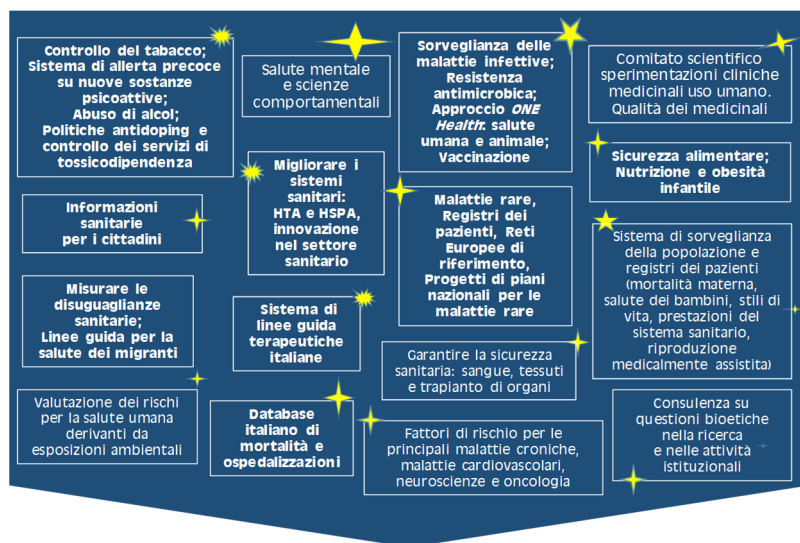 Controllo del tabacco;
Sistema di allerta precoce
su nuove sostanze
psicoattive;
Abuso di alcol;
Politiche antidoping e
controllo dei servizi di
tossicodipendenza
Salute mentale
e scienze
comportamentali
Sorveglianza delle
malattie infettive;
Resistenza
antimicrobica;
Approccio ONE
Health: salute
umana e animale;
Vaccinazione
Comitato scientifico
sperimentazioni cliniche
medicinali uso umano.
Qualità dei medicinali
Migliorare i
sistemi
sanitari:
HTA e HSPA,
innovazione
nel settore
sanitario
Sicurezza alimentare;
Nutrizione e obesità
infantile
Informazioni
sanitarie
per i cittadini
Malattie rare,
Registri dei
pazienti, Reti
Europee di
riferimento,
Progetti di piani
nazionali per le
malattie rare
Sistema di sorveglianza
della popolazione e
registri dei pazienti
(mortalità materna,
salute dei bambini, stili di
vita, prestazioni del
sistema sanitario,
riproduzione
medicalmente assistita)
Misurare le
disuguaglianze
sanitarie;
Linee guida per la
salute dei migranti
Sistema di
linee guida
terapeutiche
italiane
Garantire la sicurezza
sanitaria: sangue, tessuti
e trapianto di organi
Valutazione dei rischi
per la salute umana
derivanti da
esposizioni ambientali
Database
italiano di
mortalità e
ospedalizzazioni
Fattori di rischio per le
principali malattie croniche,
malattie cardiovascolari,
neuroscienze e oncologia
Consulenza su
questioni bioetiche
nella ricerca
e nelle attività
istituzionali